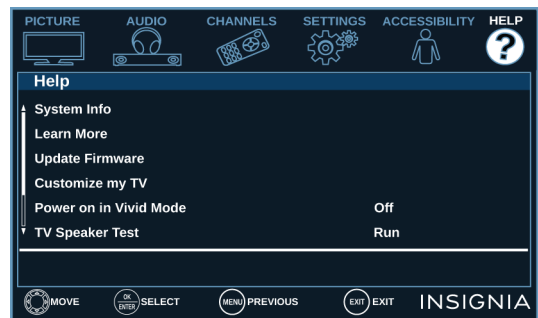 PICTURE AUDIO CHANNELS SETTINGS ACCESSIBILITY HELP
?
Help
System Info
Learn More
Update Firmware
Customize my TV
Power on in Vivid Mode Off
TV Speaker Test Run
MOVE OK ENTER SELECT MENU PREVIOUS EXIT EXIT INSIGNIA